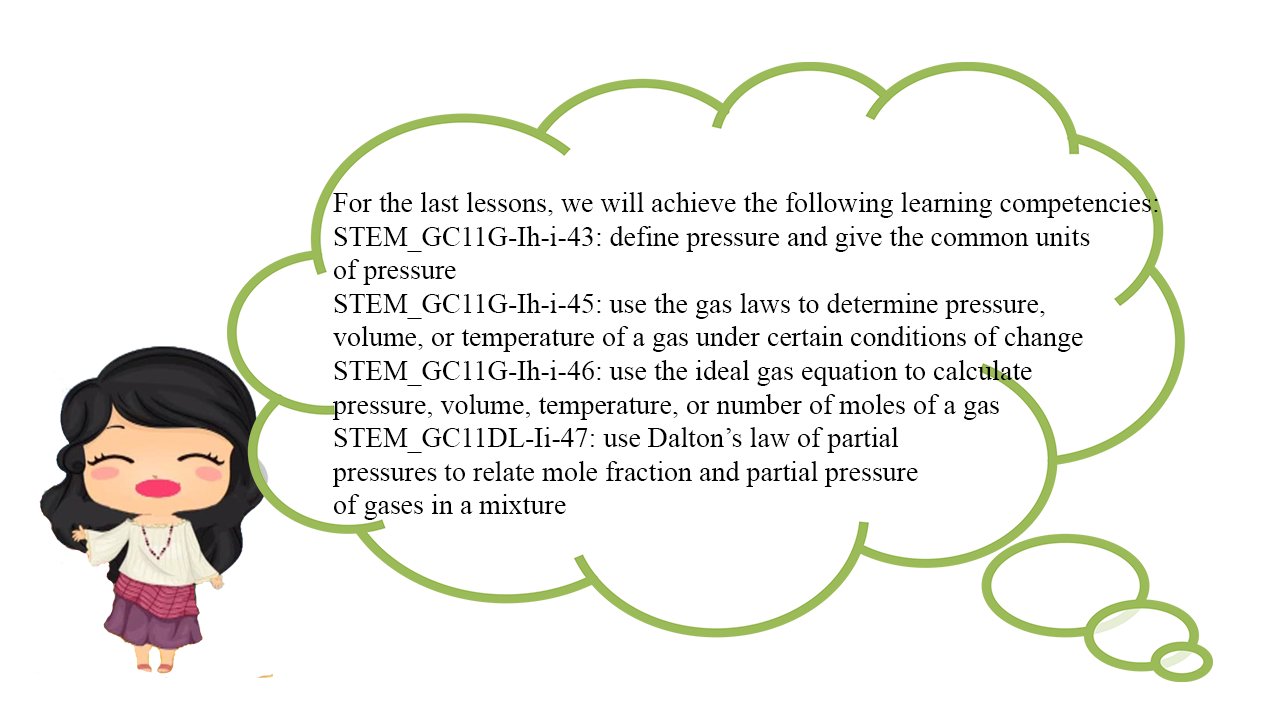 For the last lessons, we will achieve the following learning competencies:
STEM_GC11G-Ih-i-43: define pressure and give the common units
of pressure
STEM_GC11G-Ih-i-45: use the gas laws to determine pressure,
volume, or temperature of a gas under certain conditions of change
STEM_GC11G-Ih-i-46: use the ideal gas equation to calculate
pressure, volume, temperature, or number of moles of a gas
STEM_GC11DL-Ii-47: use Dalton’s law of partial
pressures to relate mole fraction and partial pressure
of gases in a mixture